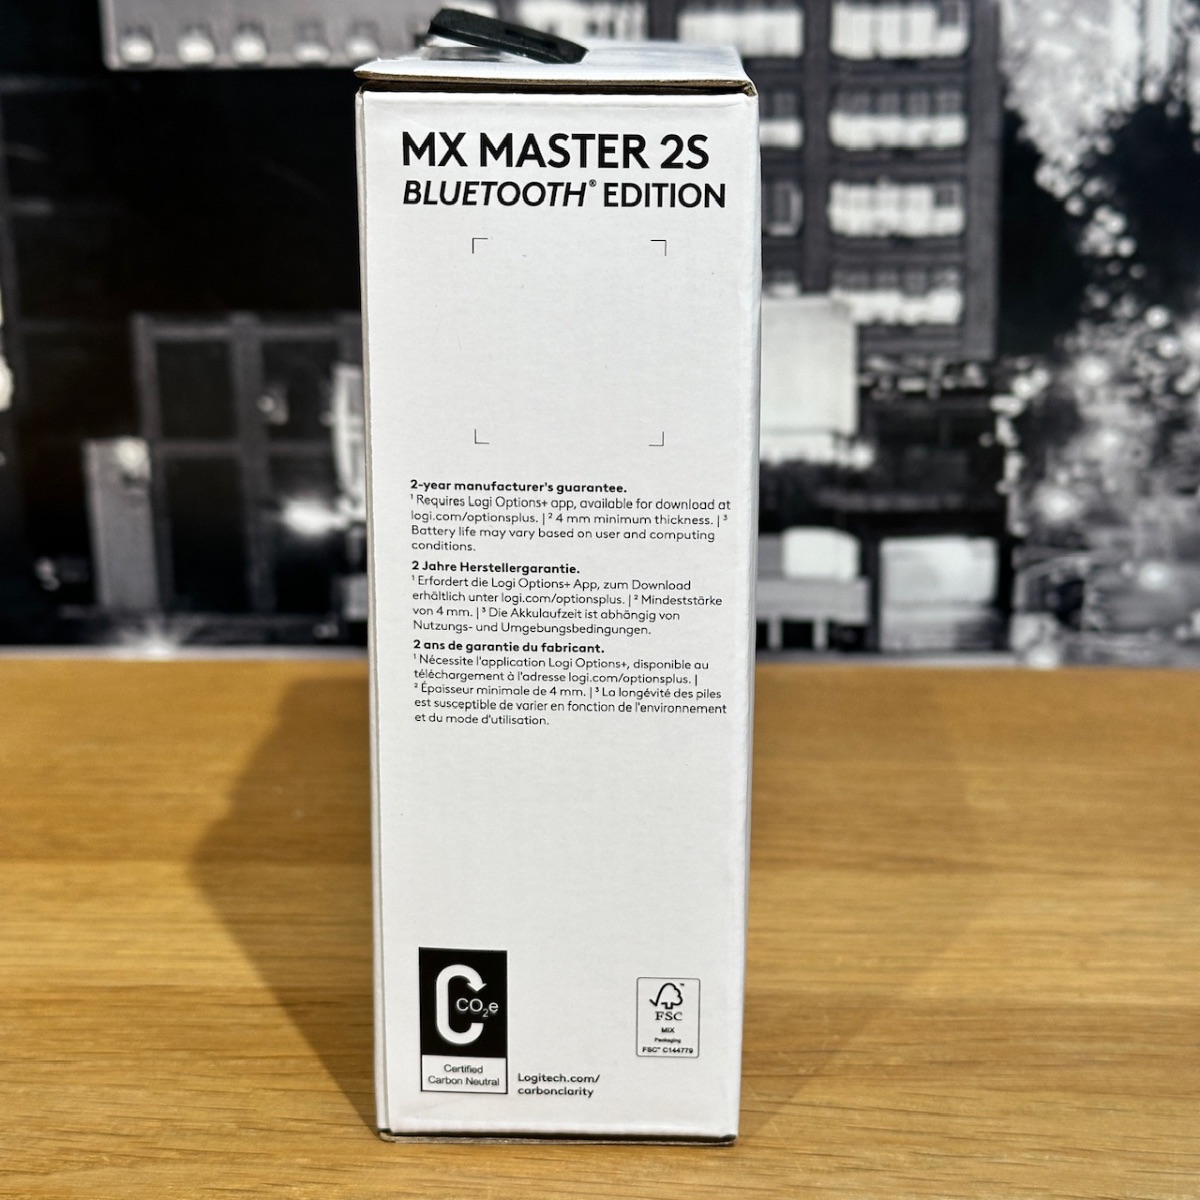 MX MASTER 2S
BLUETOOTH® EDITION
2-year manufacturer's guarantee.
¹ Requires Logi Options+ app, available for download at
logi.com/optionsplus. | ² 4 mm minimum thickness. | ³
Battery life may vary based on user and computing
conditions.
2 Jahre Herstellergarantie.
¹ Erfordert die Logi Options+ App, zum Download
erhältlich unter logi.com/optionsplus. | ² Mindeststärke
von 4 mm. | ³ Die Akkulaufzeit ist abhängig von
Nutzungs- und Umgebungsbedingungen.
2 ans de garantie du fabricant.
¹ Nécessite l'application Logi Options+, disponible au
téléchargement à l'adresse logi.com/optionsplus. |
² Épaisseur minimale de 4 mm. | ³ La longévité des piles
est susceptible de varier en fonction de l'environnement
et du mode d'utilisation.
CO₂e
Certified
Carbon Neutral
Logitech.com/
carbonclarity
FSC
MIX
Packaging
FSC™ C144779